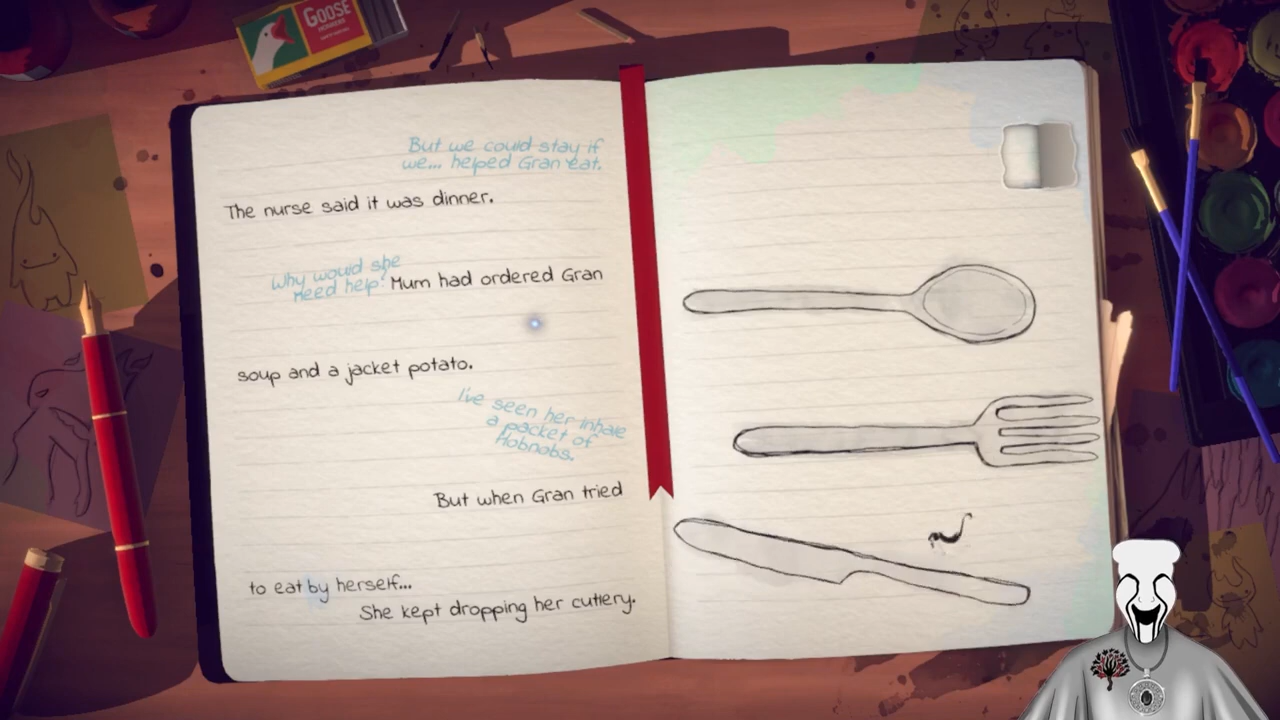 GOOSE
But we could stay if
we... helped Gran eat.
The nurse said it was dinner.
Why would she
need help? Mum had ordered Gran
soup and a jacket potato.
I've seen her inhale
a packet of
Hobnobs.
But when Gran tried
to eat by herself...
She kept dropping her cutlery.